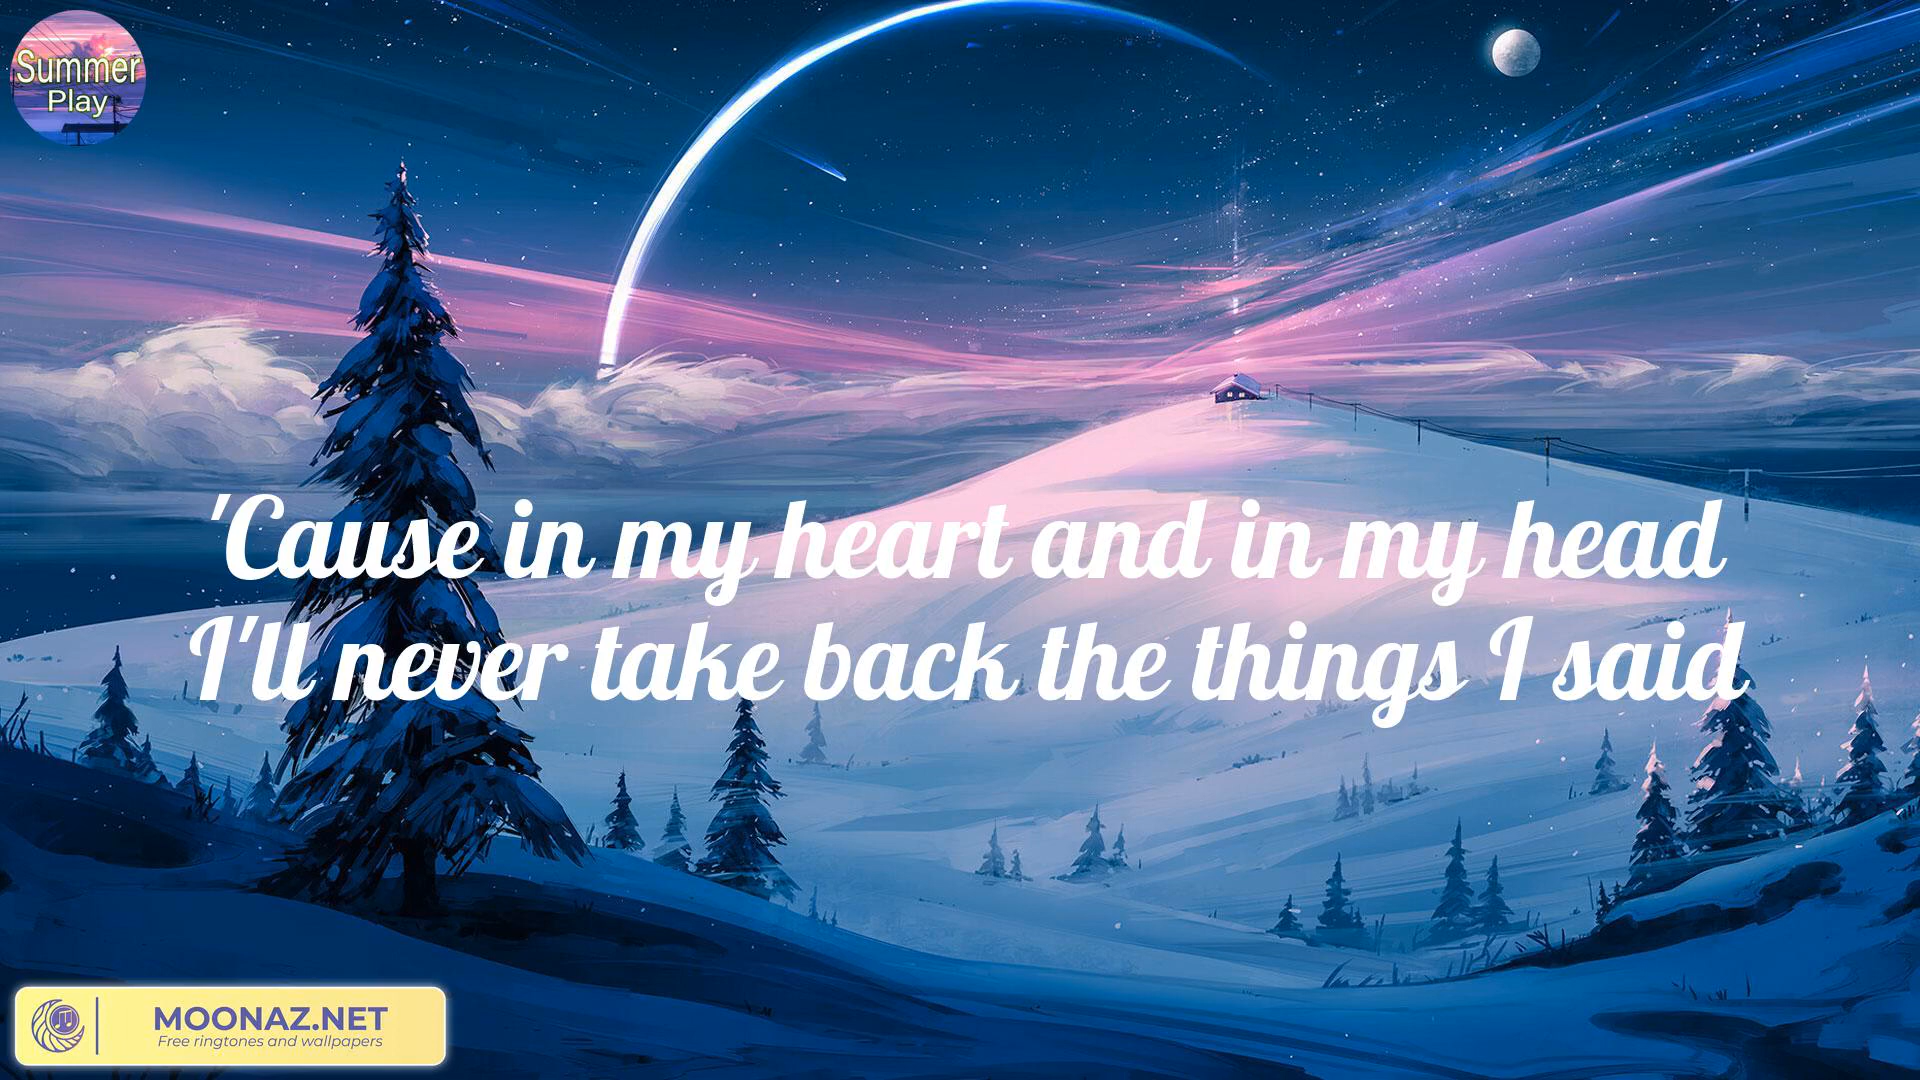 Summer
Play
'Cause in my heart and in my head
I'll never take back the things I said
MOONAZ.NET
Free ringtones and wallpapers